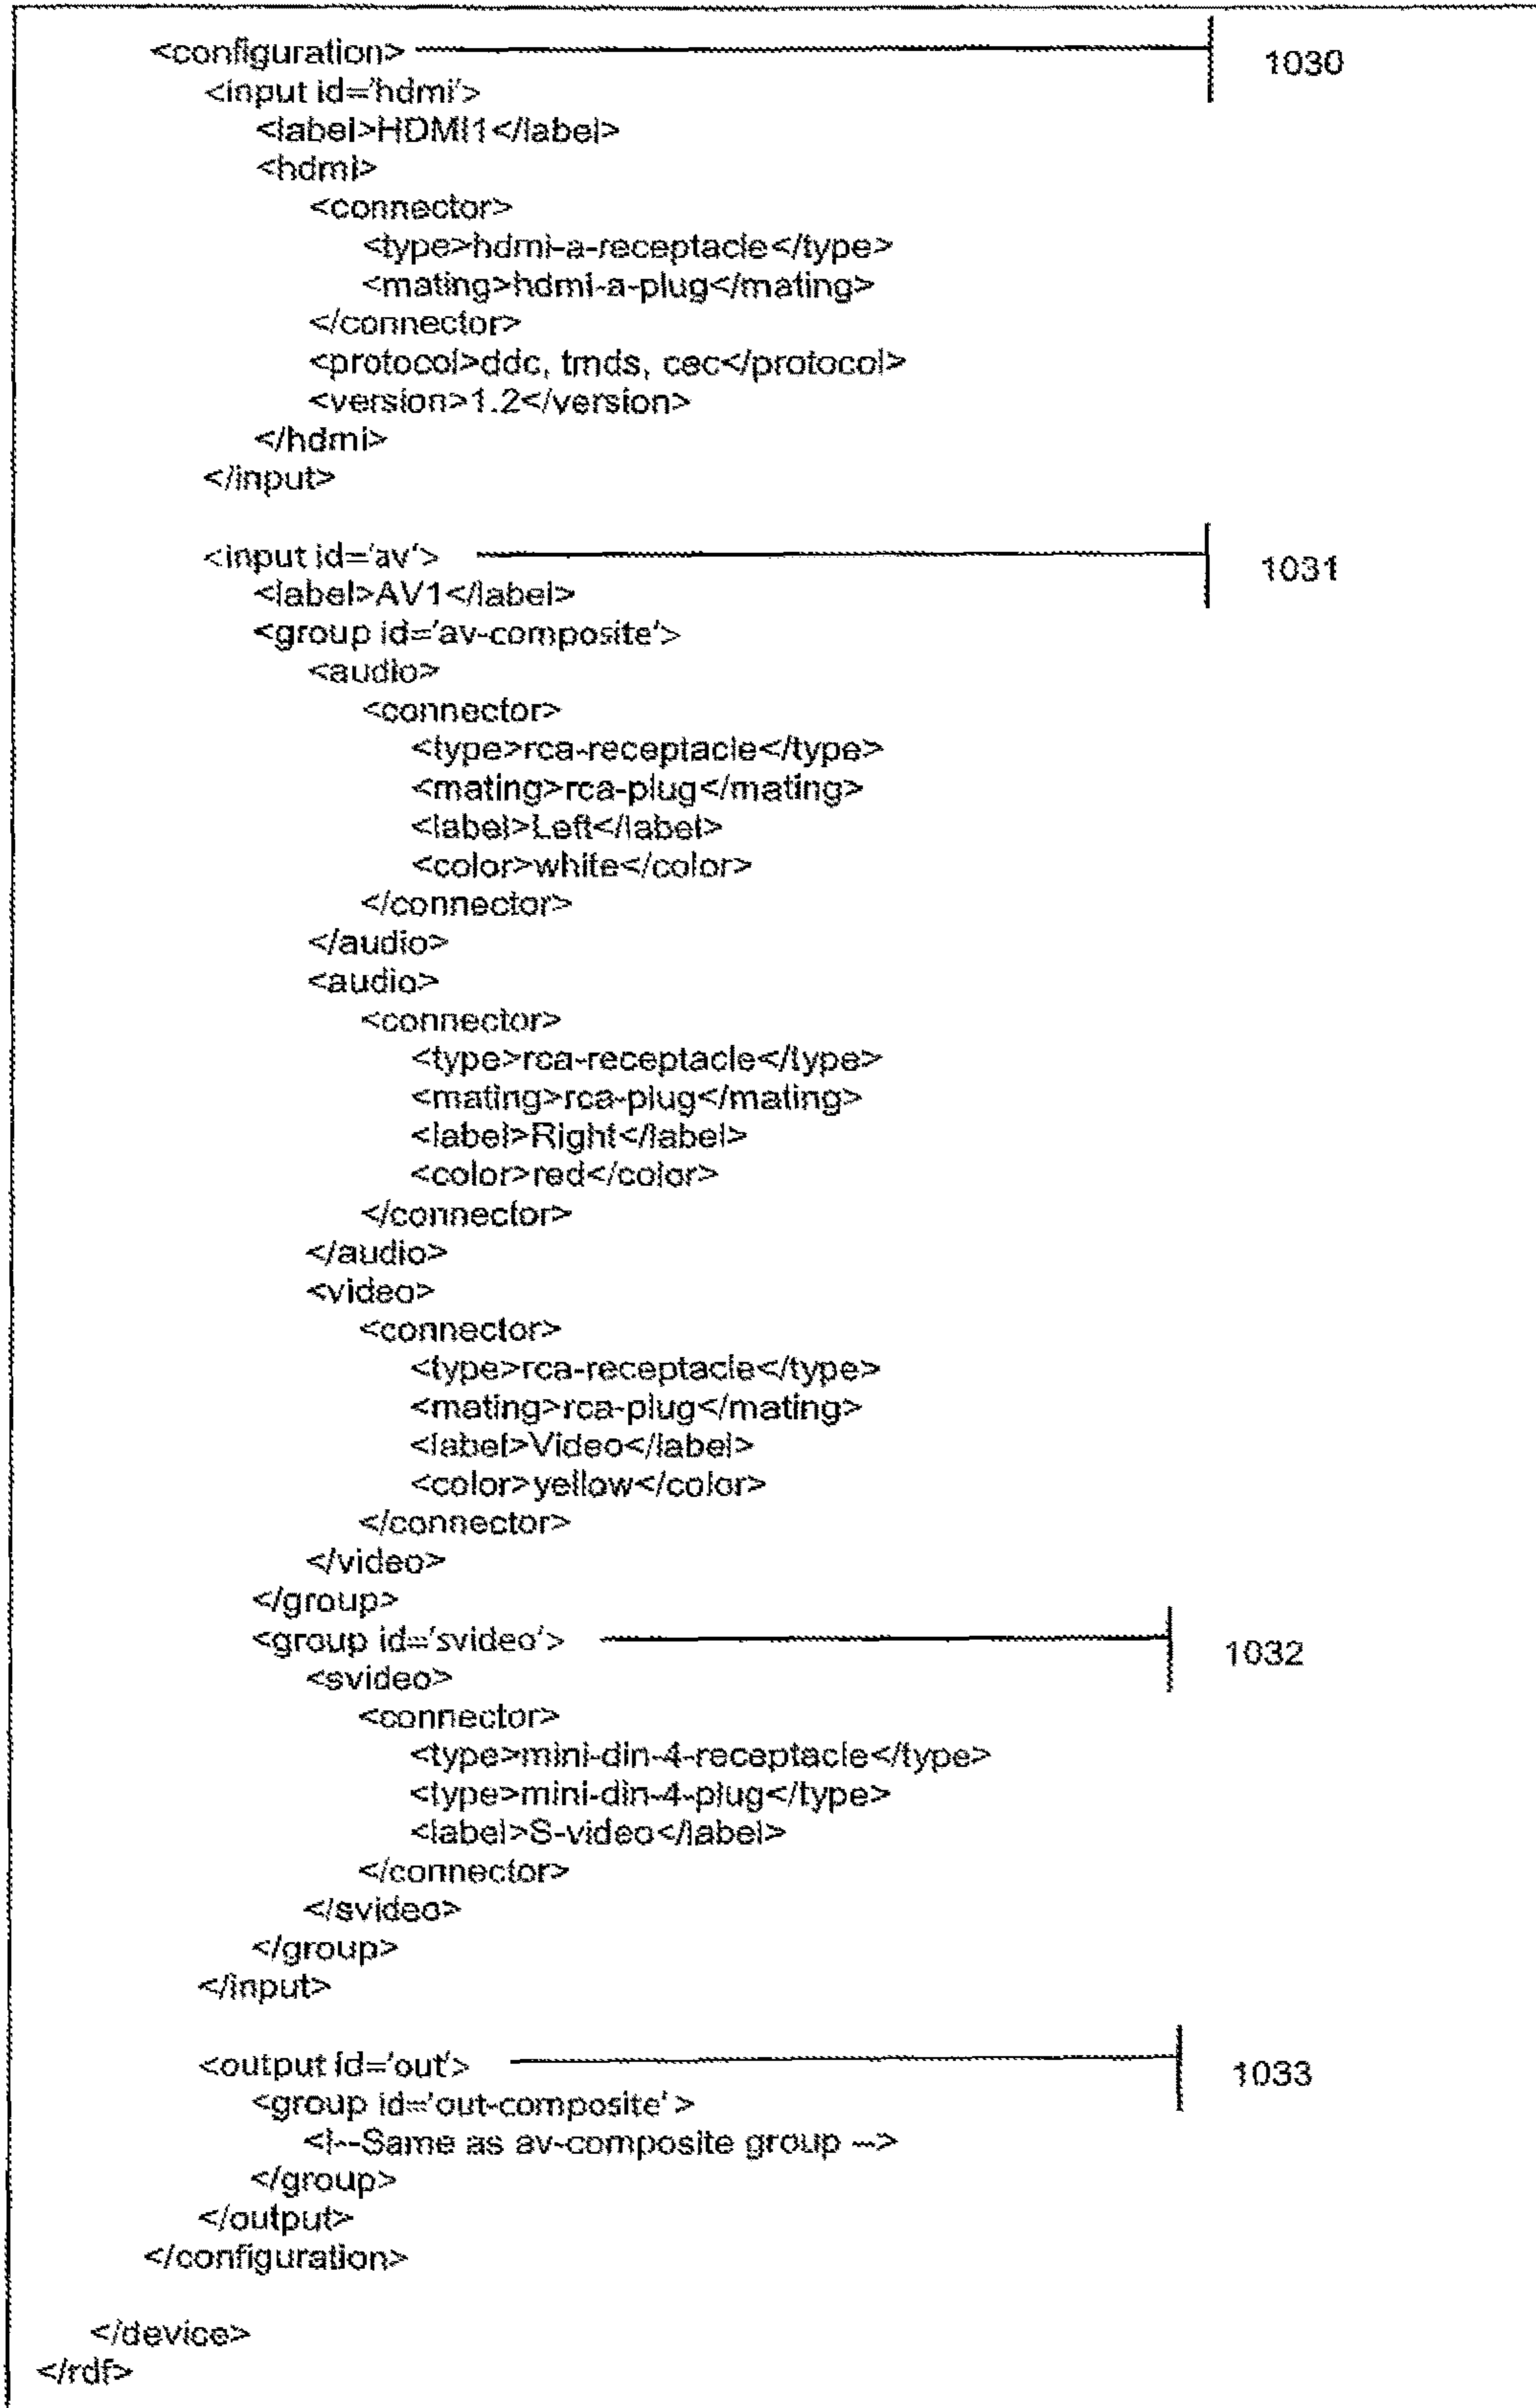 <configuration> 1030
<input id='hdmi'>
<label>HDMI1</label>
<hdmi>
<connector>
<type>hdmi-a-receptacle</type>
<mating>hdmi-a-plug</mating>
</connector>
<protocol>ddc, tmds, cec</protocol>
<version>1.2</version>
</hdmi>
</input>
<input id='av'> 1031
<label>AV1</label>
<group id='av-composite'>
<audio>
<connector>
<type>rca-receptacle</type>
<mating>rca-plug</mating>
<label>Left</label>
<color>white</color>
</connector>
</audio>
<audio>
<connector>
<type>rca-receptacle</type>
<mating>rca-plug</mating>
<label>Right</label>
<color>red</color>
</connector>
</audio>
<video>
<connector>
<type>rca-receptacle</type>
<mating>rca-plug</mating>
<label>Video</label>
<color>yellow</color>
</connector>
</video>
</group>
<group id='svideo'> 1032
<svideo>
<connector>
<type>mini-din-4-receptacle</type>
<type>mini-din-4-plug</type>
<label>S-video</label>
</connector>
</svideo>
</group>
</input>
<output id='out'> 1033
<group id='out-composite' >
<!--Same as av-composite group -->
</group>
</output>
</configuration>
</device>
</rdf>